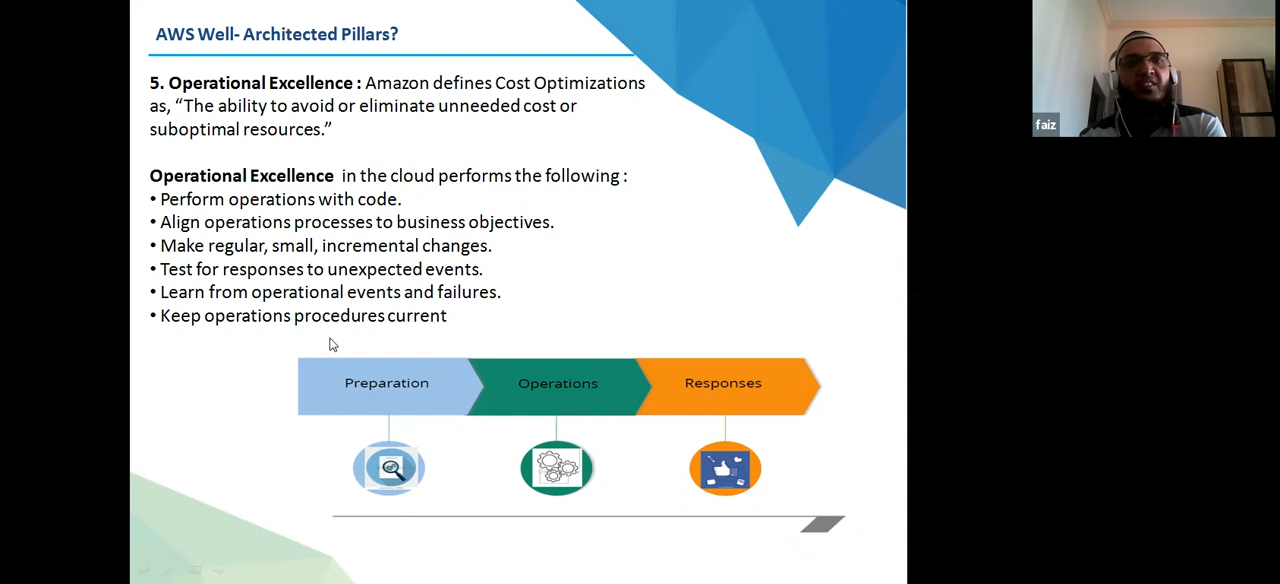 AWS Well- Architected Pillars?
5. Operational Excellence : Amazon defines Cost Optimizations
as, “The ability to avoid or eliminate unneeded cost or
suboptimal resources.”
Operational Excellence in the cloud performs the following :
• Perform operations with code.
• Align operations processes to business objectives.
• Make regular, small, incremental changes.
• Test for responses to unexpected events.
• Learn from operational events and failures.
• Keep operations procedures current
Preparation
Operations
Responses
faiz